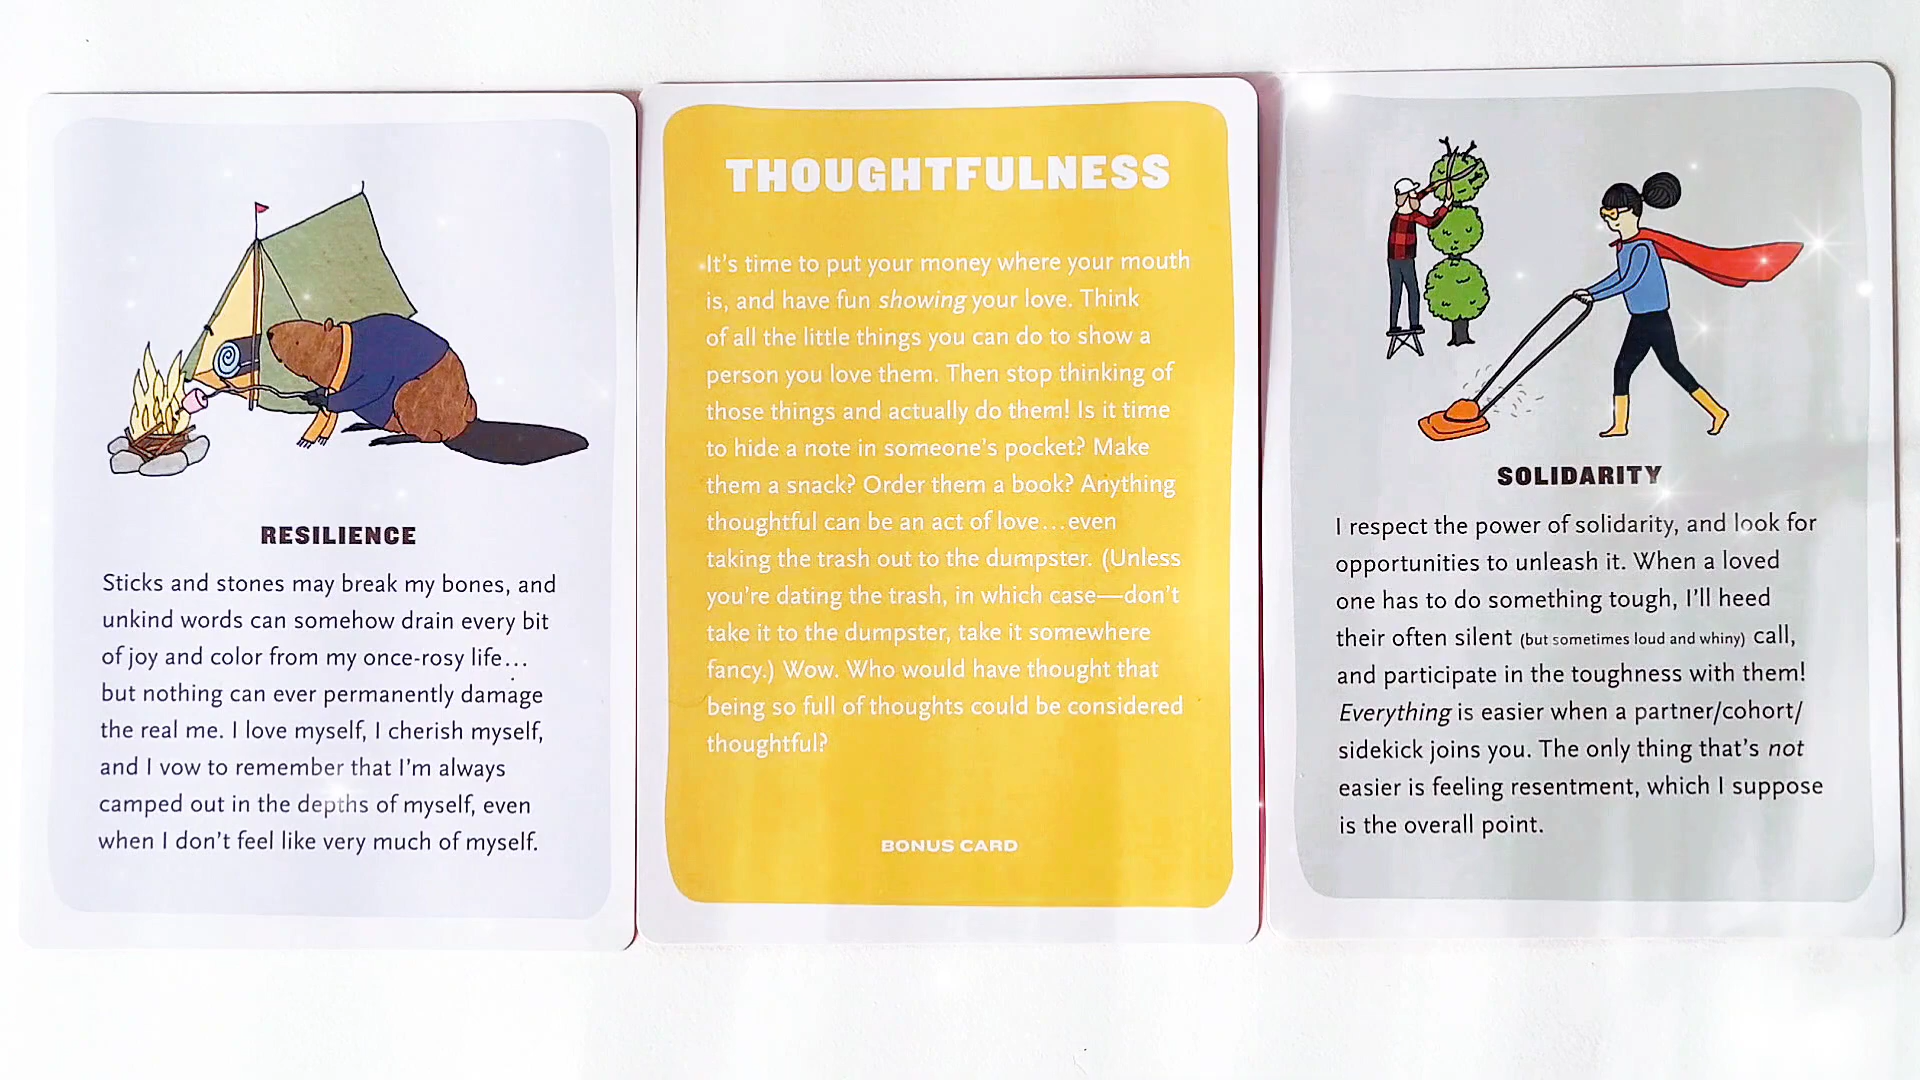 RESILIENCE
Sticks and stones may break my bones, and
unkind words can somehow drain every bit
of joy and color from my once-rosy life...
but nothing can ever permanently damage
the real me. I love myself, I cherish myself,
and I vow to remember that I'm always
camped out in the depths of myself, even
when I don't feel like very much of myself.
THOUGHTFULNESS
It's time to put your money where your mouth
is, and have fun showing your love. Think
of all the little things you can do to show a
person you love them. Then stop thinking of
those things and actually do them! Is it time
to hide a note in someone's pocket? Make
them a snack? Order them a book? Anything
thoughtful can be an act of love...even
taking the trash out to the dumpster. (Unless
you're dating the trash, in which case—don't
take it to the dumpster, take it somewhere
fancy.) Wow. Who would have thought that
being so full of thoughts could be considered
thoughtful?
BONUS CARD
SOLIDARITY
I respect the power of solidarity, and look for
opportunities to unleash it. When a loved
one has to do something tough, I'll heed
their often silent (but sometimes loud and whiny) call,
and participate in the toughness with them!
Everything is easier when a partner/cohort/
sidekick joins you. The only thing that's not
easier is feeling resentment, which I suppose
is the overall point.